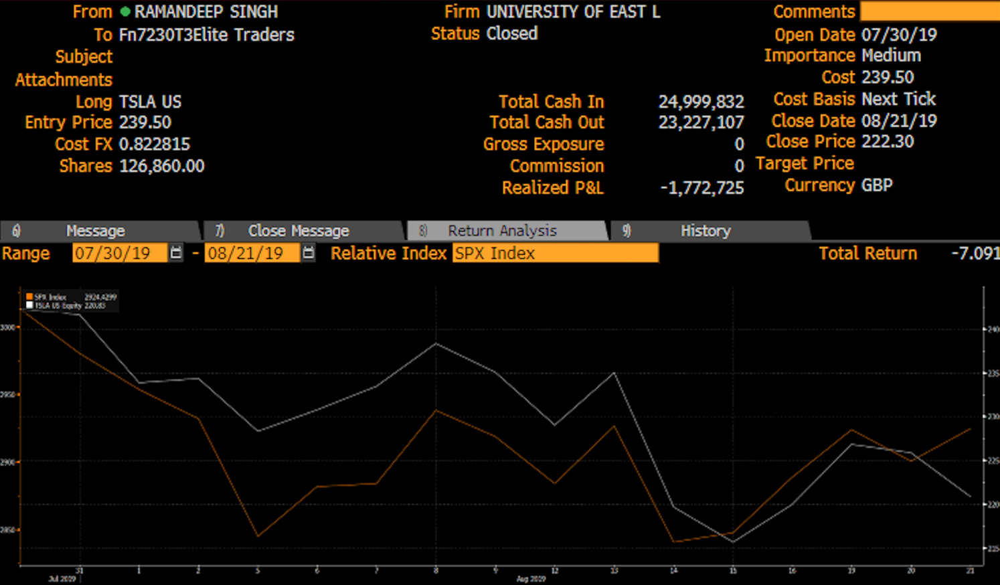 From RAMANDEEP SINGH Firm UNIVERSITY OF EAST L Comments
To Fn7230T3Elite Traders Status Closed Open Date 07/30/19
Subject Importance Medium
Attachments Cost 239.50
Long TSLA US Total Cash In 24,999,832 Cost Basis Next Tick
Entry Price 239.50 Total Cash Out 23,227,107 Close Date 08/21/19
Cost FX 0.822815 Gross Exposure 0 Close Price 222.30
Shares 126,860.00 Commission 0 Target Price
Realized P&L -1,772,725 Currency GBP
6) Message 7) Close Message 8) Return Analysis 9) History
Range 07/30/19 - 08/21/19 Relative Index SPX Index Total Return -7.091
SPX Index 2924.4299
TSLA US Equity 220.83
3000 240
235
2950
230
2900 225
220
2850
215
31 1 2 5 6 7 8 9 12 13 14 15 16 19 20 21
Jul 2019 Aug 2019